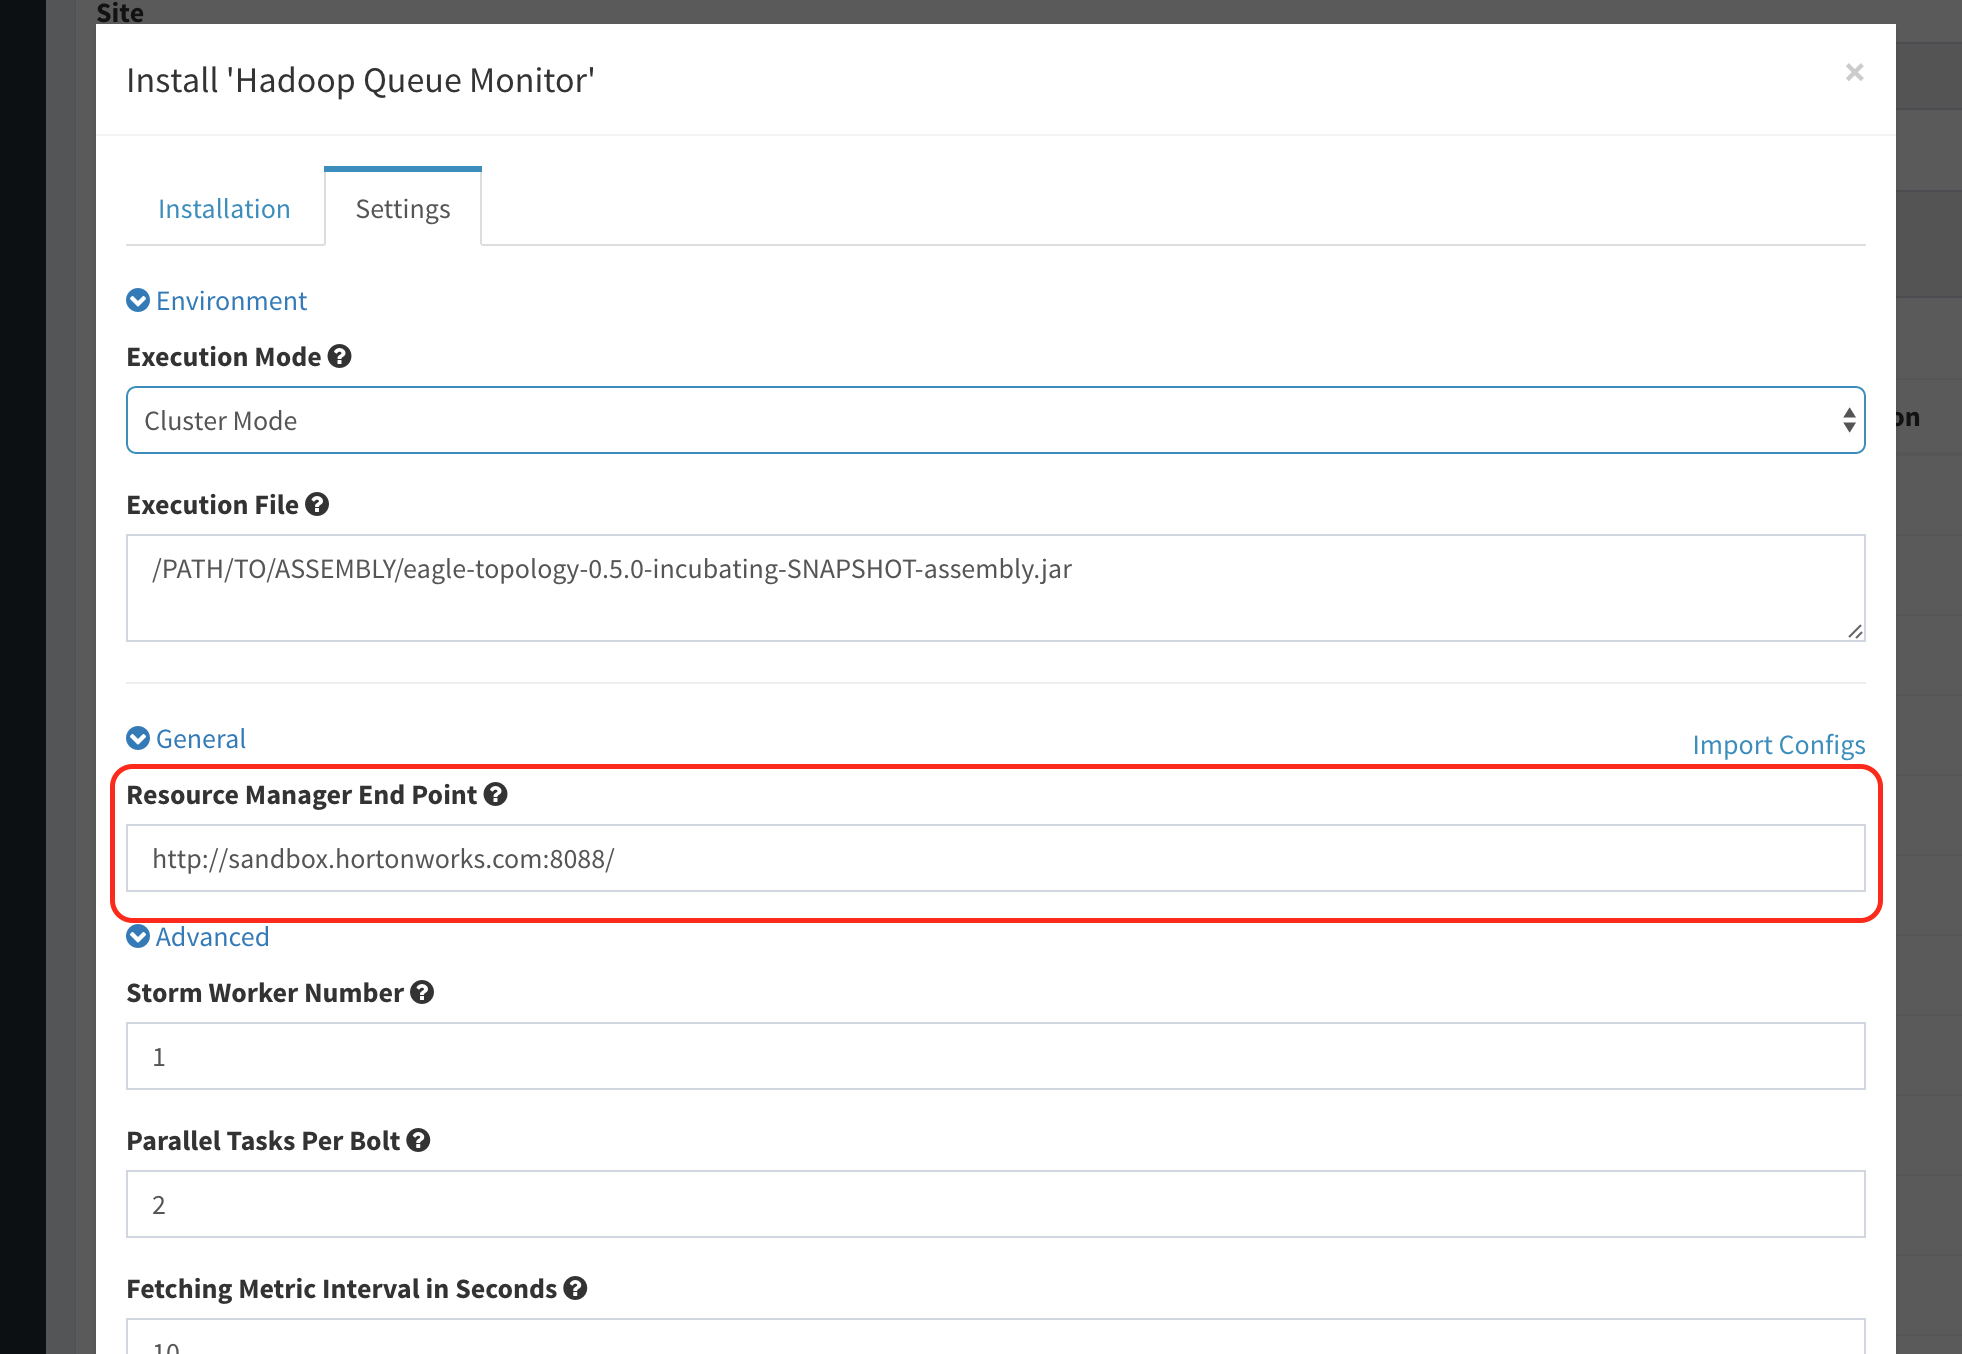 Site
Install 'Hadoop Queue Monitor'
×
Installation
Settings
Environment
Execution Mode ?
Cluster Mode
on
Execution File ?
/PATH/TO/ASSEMBLY/eagle-topology-0.5.0-incubating-SNAPSHOT-assembly.jar
General
Import Configs
Resource Manager End Point ?
http://sandbox.hortonworks.com:8088/
Advanced
Storm Worker Number ?
1
Parallel Tasks Per Bolt ?
2
Fetching Metric Interval in Seconds ?
10